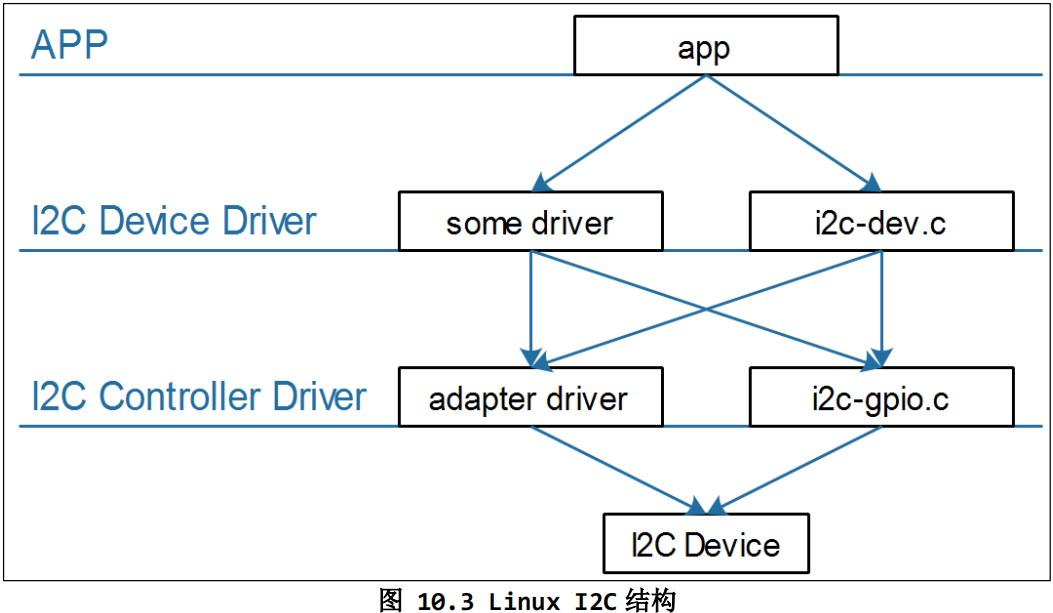 APP
app
I2C Device Driver
some driver
i2c-dev.c
I2C Controller Driver
adapter driver
i2c-gpio.c
I2C Device
图 10.3 Linux I2C 结构